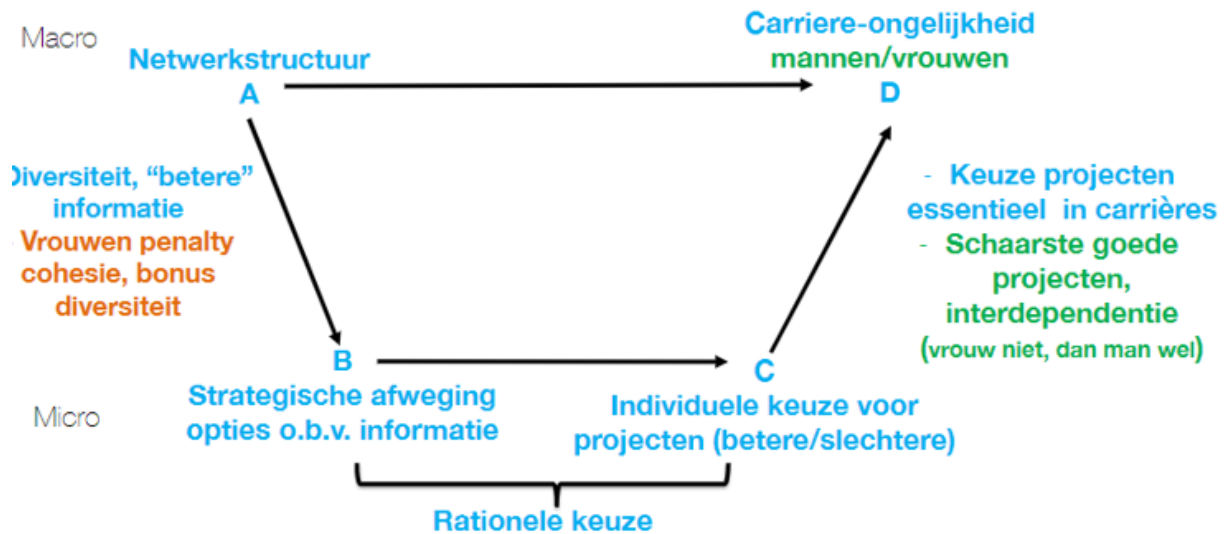 Macro
Netwerkstructuur
A
Carriere-ongelijkheid
mannen/vrouwen
D
Diversiteit, “betere”
informatie
- Vrouwen penalty
cohesie, bonus
diversiteit
- Keuze projecten
essentieel in carrières
- Schaarste goede
projecten,
interdependentie
(vrouw niet, dan man wel)
Micro
B
Strategische afweging
opties o.b.v. informatie
C
Individuele keuze voor
projecten (betere/slechtere)
Rationele keuze